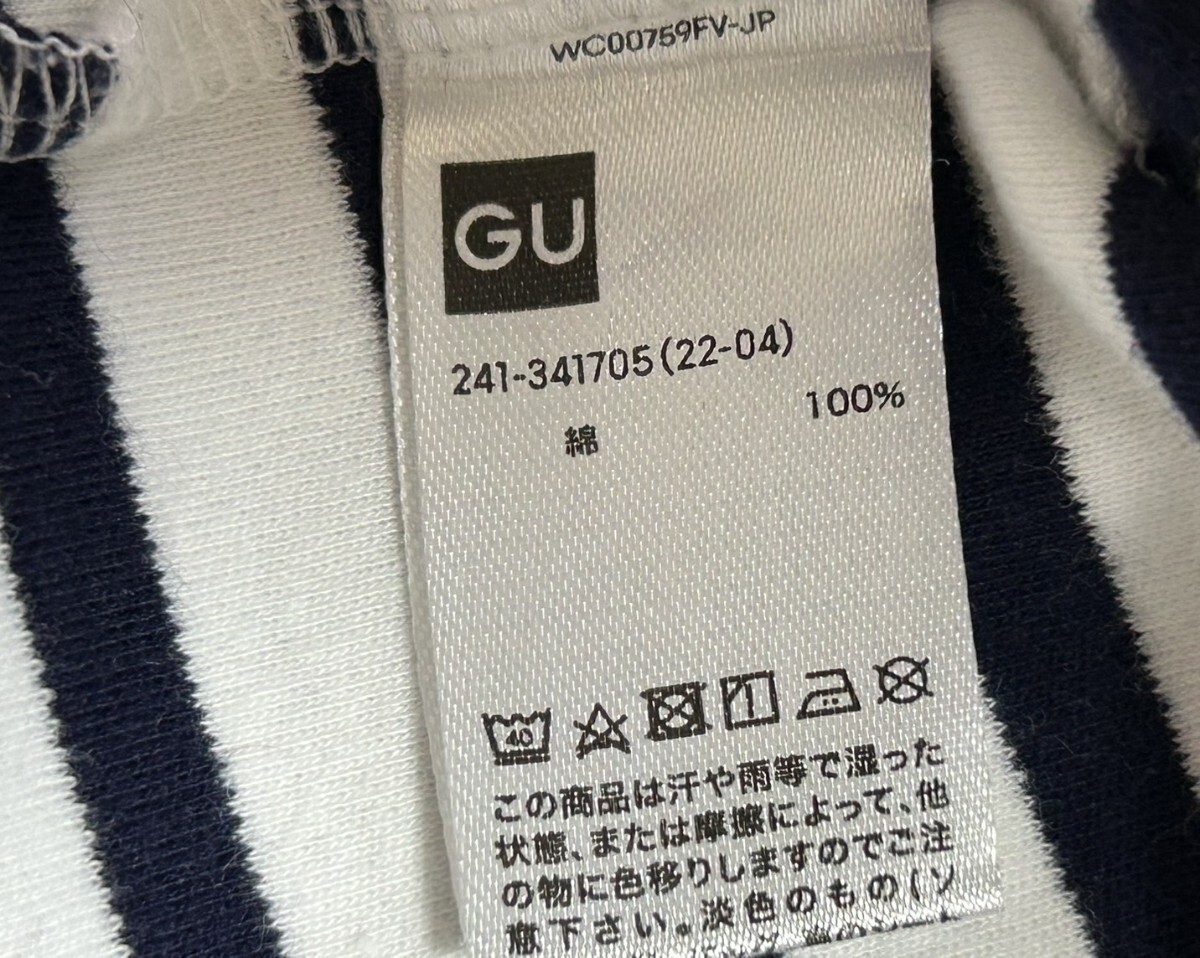 WC00759FV-JP
GU
241-341705(22-04)
綿 100%
40
この商品は汗や雨等で湿った
状態、または摩擦によって、他
の物に色移りしますのでご注
意下さい。淡色のもの(ソ